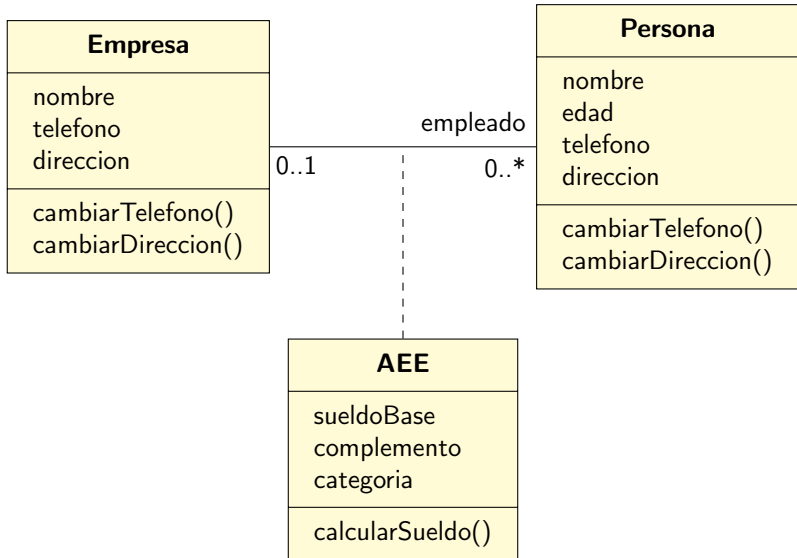 Empresa
nombre
telefono
direccion
cambiarTelefono()
cambiarDireccion()
empleado
0..1
0..*
Persona
nombre
edad
telefono
direccion
cambiarTelefono()
cambiarDireccion()
AEE
sueldoBase
complemento
categoria
calcularSueldo()